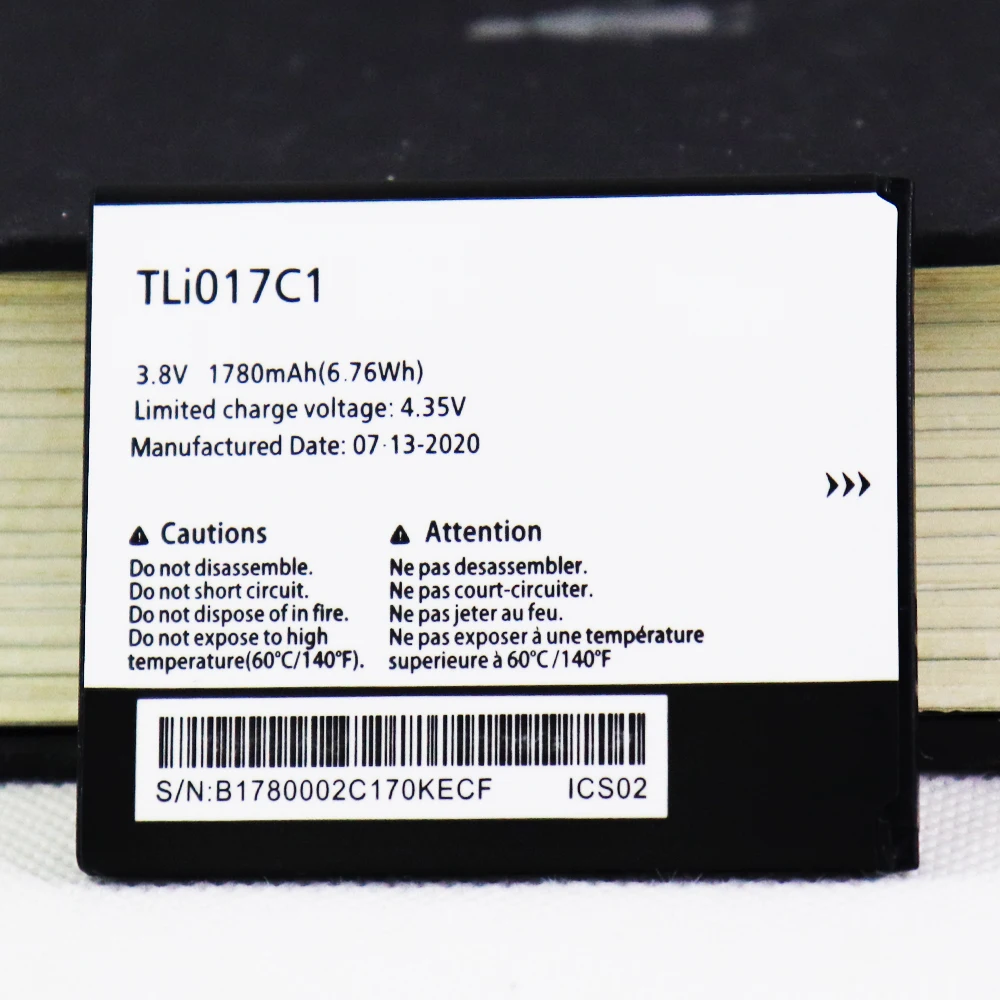 TLi017C1
3.8V 1780mAh(6.76Wh)
Limited charge voltage: 4.35V
Manufactured Date: 07-13-2020
Cautions
Do not disassemble.
Do not short circuit.
Do not dispose of in fire.
Do not expose to high
temperature(60°C/140°F).
Attention
Ne pas desassembler.
Ne pas court-circuiter.
Ne pas jeter au feu.
Ne pas exposer à une température
superieure à 60°C/140°F
S/N:B1780002C170KECF ICS02